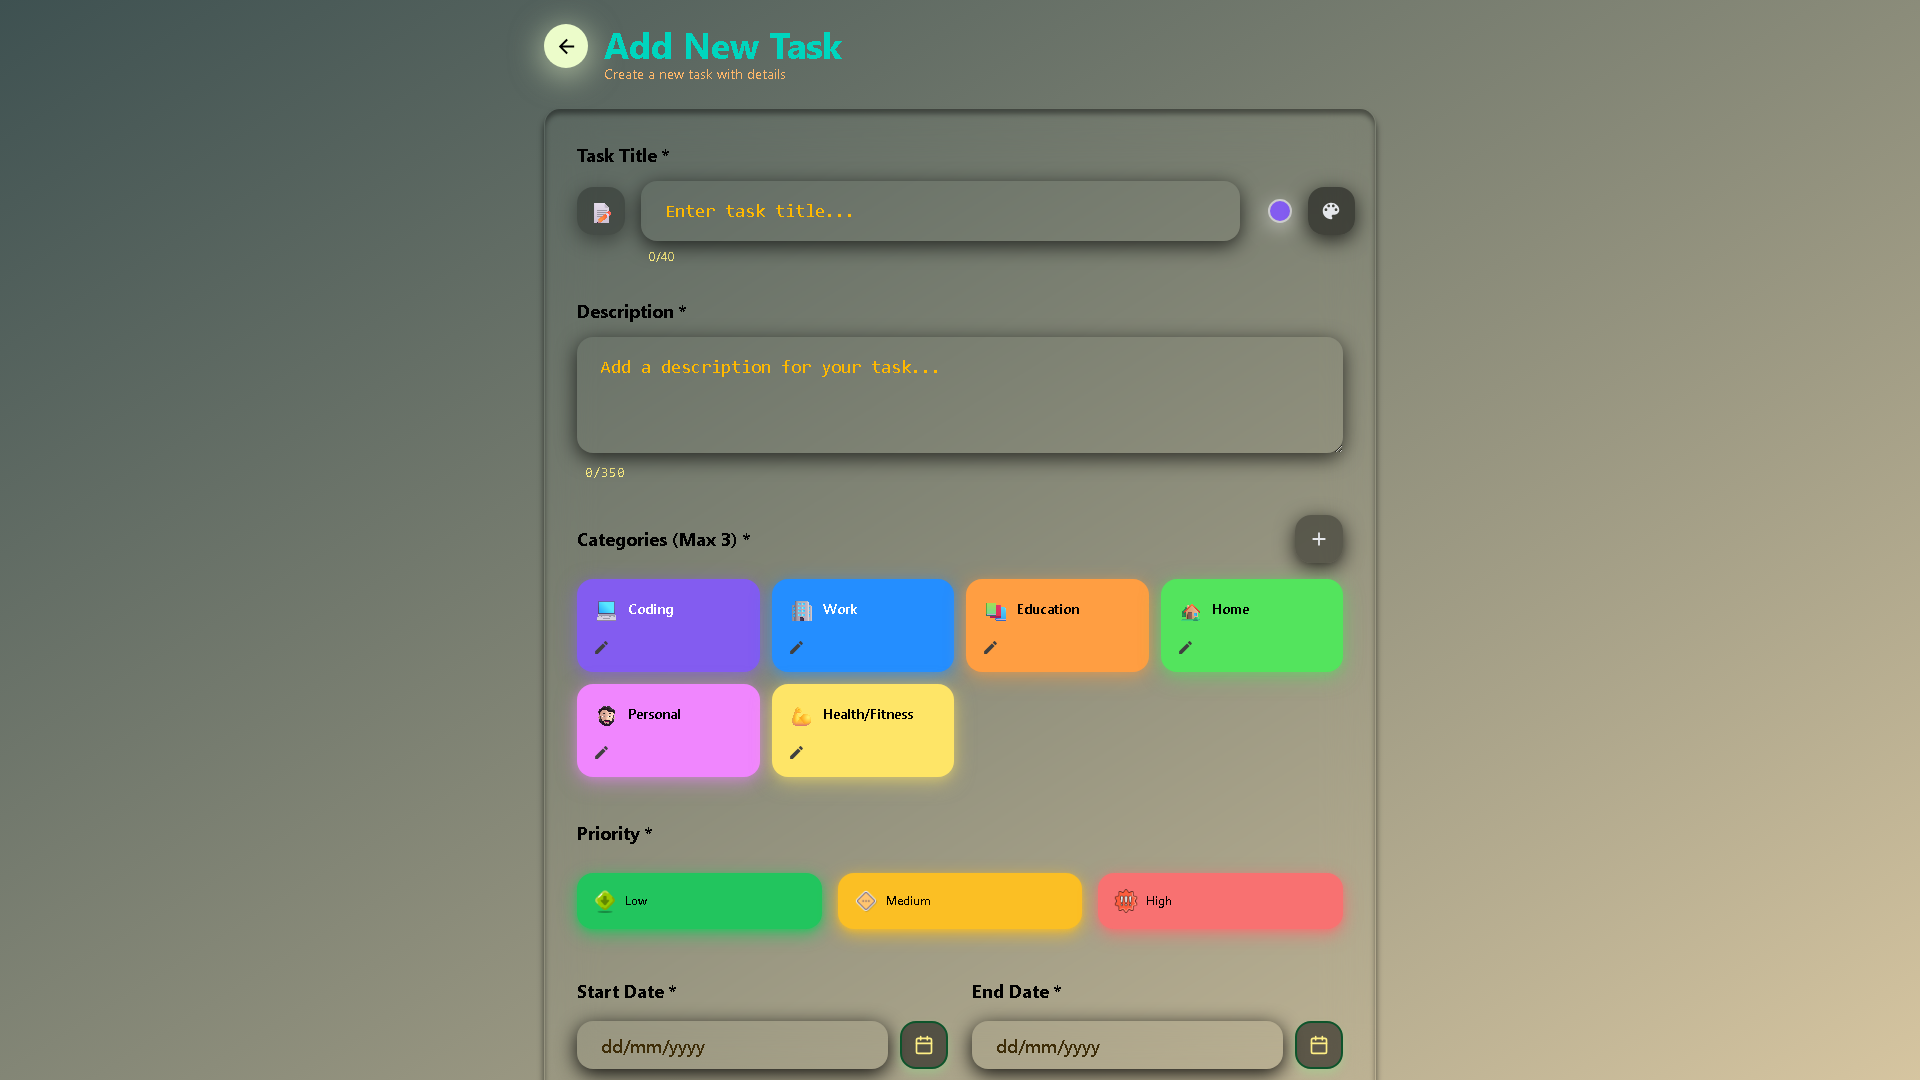 Add New Task
Create a new task with details
Task Title *
Enter task title...
0/40
Description *
Add a description for your task...
0/350
Categories (Max 3) *
Coding
Work
Education
Home
Personal
Health/Fitness
Priority *
Low
Medium
High
Start Date *
End Date *
dd/mm/yyyy
dd/mm/yyyy